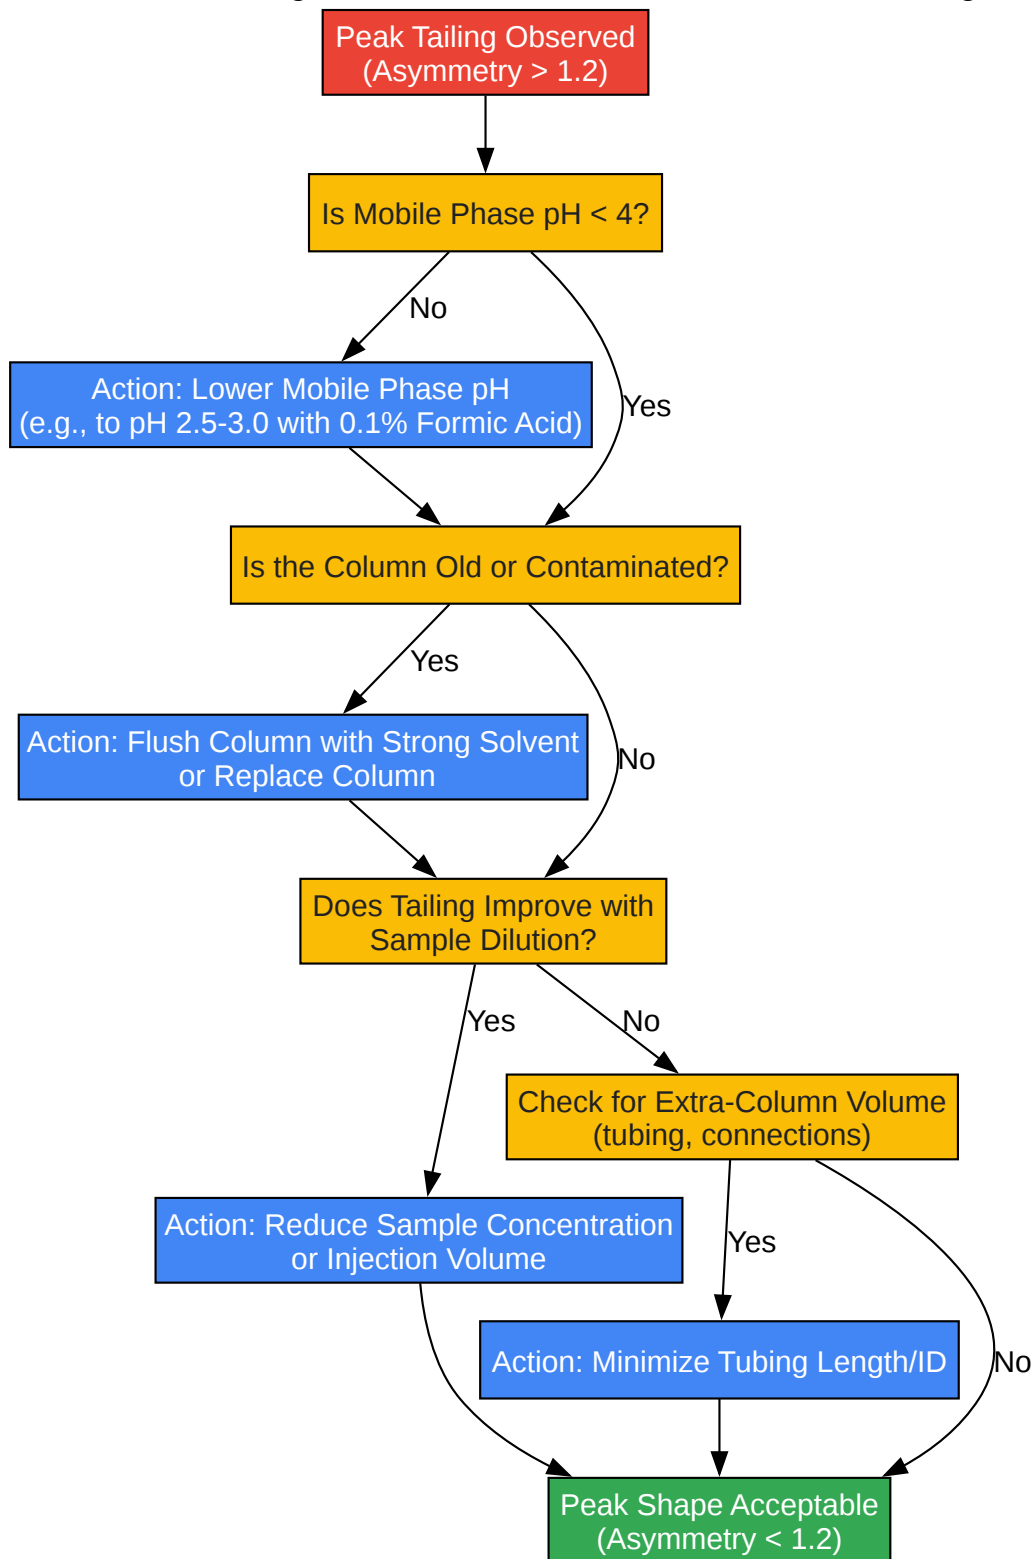 Peak Tailing Observed
(Asymmetry > 1.2)
Is Mobile Phase pH < 4?
No
Action: Lower Mobile Phase pH
(e.g., to pH 2.5-3.0 with 0.1% Formic Acid)
Yes
Is the Column Old or Contaminated?
Yes
Action: Flush Column with Strong Solvent
or Replace Column
No
Does Tailing Improve with
Sample Dilution?
Yes
No
Check for Extra-Column Volume
(tubing, connections)
Action: Reduce Sample Concentration
or Injection Volume
Yes
Action: Minimize Tubing Length/ID
No
Peak Shape Acceptable
(Asymmetry < 1.2)